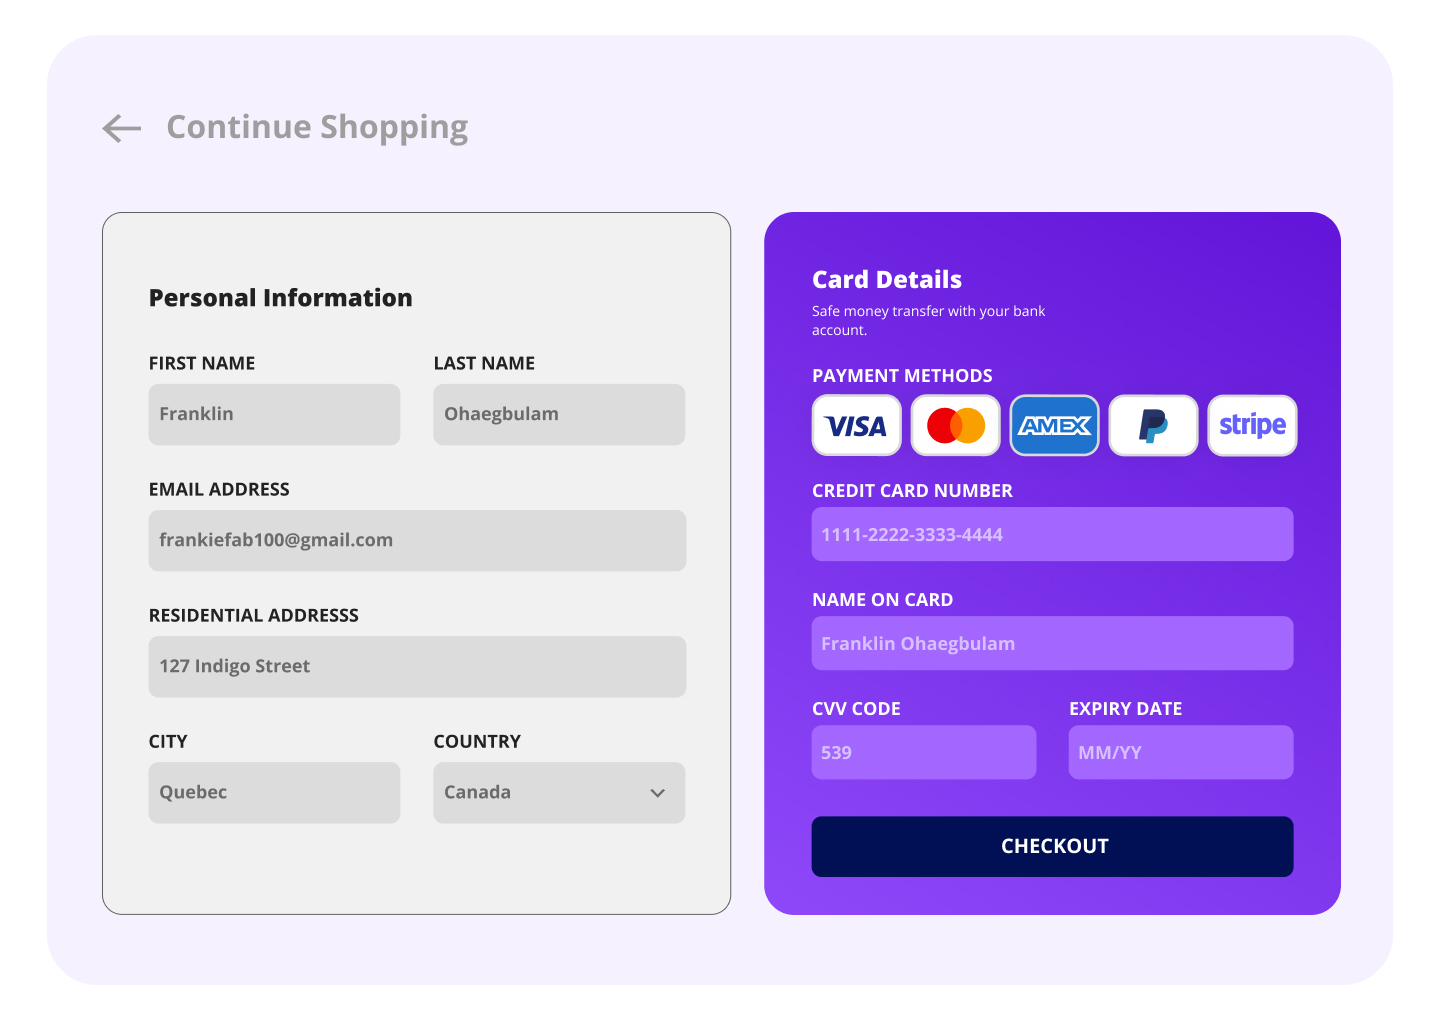 Continue Shopping
Personal Information
FIRST NAME
LAST NAME
Franklin
Ohaegbulam
EMAIL ADDRESS
frankiefab100@gmail.com
RESIDENTIAL ADDRESSS
127 Indigo Street
CITY
COUNTRY
Quebec
Canada
Card Details
Safe money transfer with your bank
account.
PAYMENT METHODS
VISA
AMEX
P
stripe
CREDIT CARD NUMBER
1111-2222-3333-4444
NAME ON CARD
Franklin Ohaegbulam
CVV CODE
EXPIRY DATE
539
MM/YY
CHECKOUT